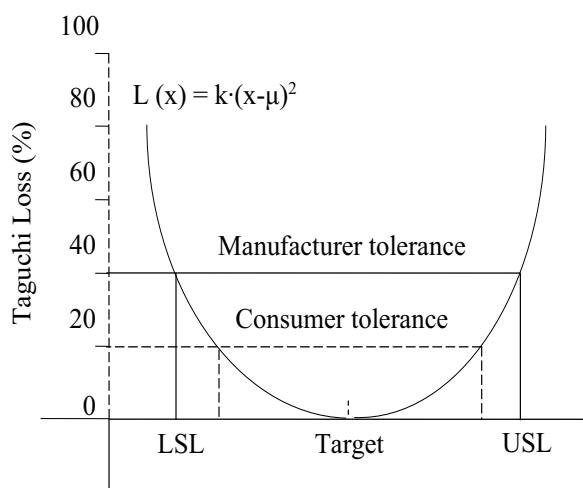 100
80
60
40
20
0
Taguchi Loss (%)
L (x) = k·(x-μ)²
Manufacturer tolerance
Consumer tolerance
LSL
Target
USL